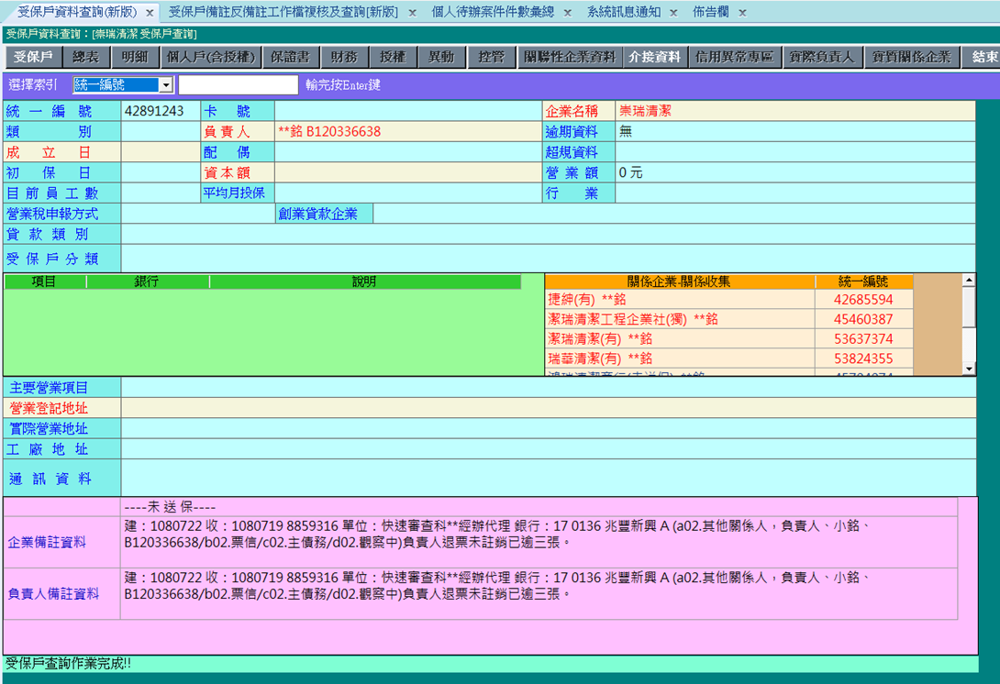 受保戶資料查詢(新版) x 受保戶備註反備註工作檔複核及查詢[新版] x 個人待辦案件件數彙總 x 系統訊息通知 x 佈告欄 x
受保戶資料查詢：[崇瑞清潔 受保戶查詢]
受保戶 總表 明細 個人戶(含授權) 保證書 財務 授權 異動 控管 關聯性企業資料 介接資料 信用異常專區 實際負責人 實質關係企業 結束
選擇索引 統一編號 輸完按Enter鍵
統一編號 42891243 卡號 企業名稱 崇瑞清潔
類別 負責人 **銘 B120336638 逾期資料 無
成立日 配偶 超規資料
初保日 資本額 營業額 0 元
目前員工數 平均月投保 行業
營業稅申報方式 創業貸款企業
貸款類別
受保戶分類
項目 銀行 說明 關係企業-關係收集 統一編號
捷紳(有) **銘 42685594
潔瑞清潔工程企業社(獨) **銘 45460387
潔瑞清潔(有) **銘 53637374
瑞華清潔(有) **銘 53824355
主要營業項目
營業登記地址
實際營業地址
工廠地址
通訊資料
----未 送 保----
企業備註資料 建：1080722 收：1080719 8859316 單位：快速審查科**經辦代理 銀行：17 0136 兆豐新興 A (a02.其他關係人，負責人、小銘、
B120336638/b02.票信/c02.主債務/d02.觀察中)負責人退票未註銷已逾三張。
負責人備註資料 建：1080722 收：1080719 8859316 單位：快速審查科**經辦代理 銀行：17 0136 兆豐新興 A (a02.其他關係人，負責人、小銘、
B120336638/b02.票信/c02.主債務/d02.觀察中)負責人退票未註銷已逾三張。
受保戶查詢作業完成!!